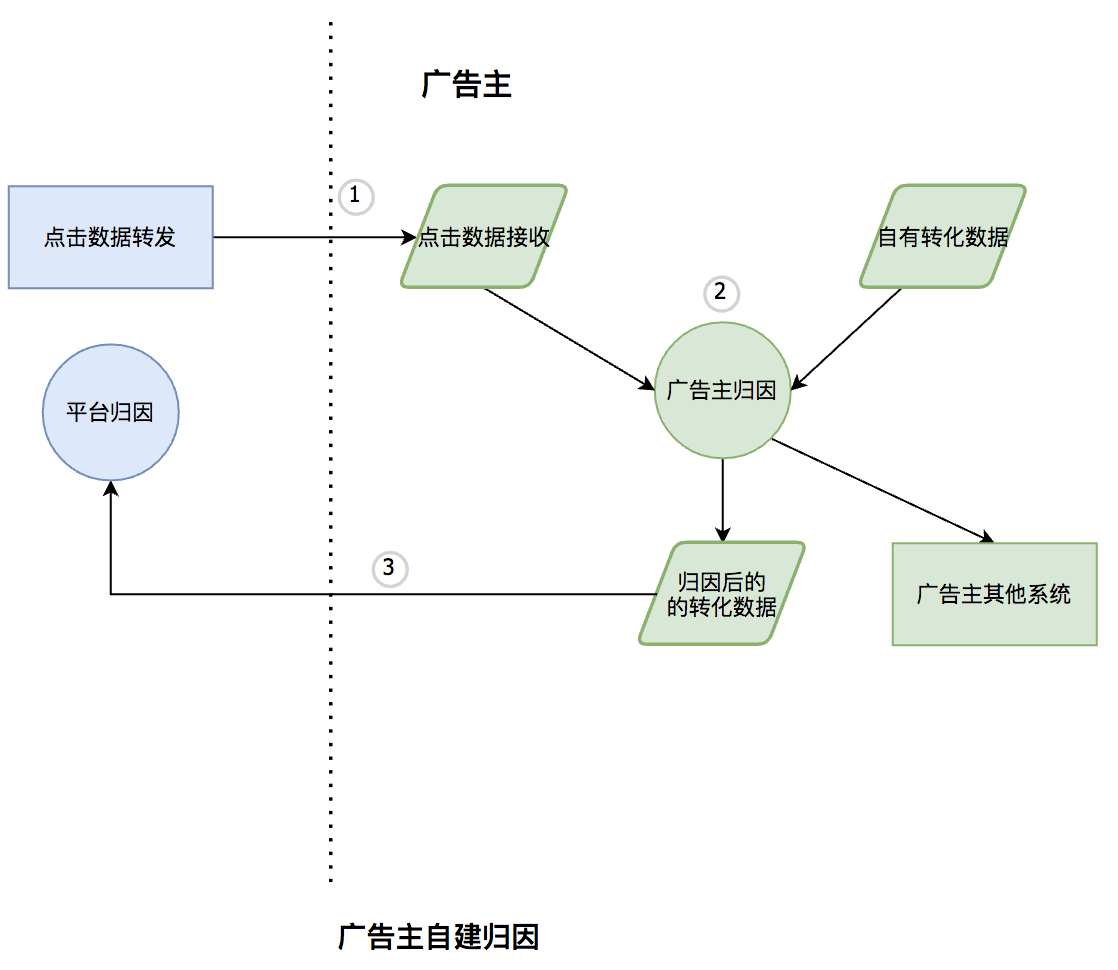 广告主
1
点击数据转发
点击数据接收
自有转化数据
2
平台归因
广告主归因
3
归因后的
的转化数据
广告主其他系统
广告主自建归因